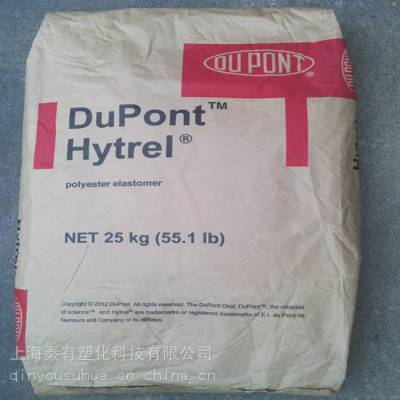 DU PONT
DuPont™
Hytrel®
polyester elastomer
NET 25 kg (55.1 lb)
Copyright © 2012 DuPont. All rights reserved. The DuPont Oval, DuPont™, the miracles
of science™ and Hytrel® are trademarks or registered trademarks of E.I. du Pont de
Nemours and Company or its affiliates.
上海秦有塑化科技有限公司
qinyousuhua.cn.china.cn